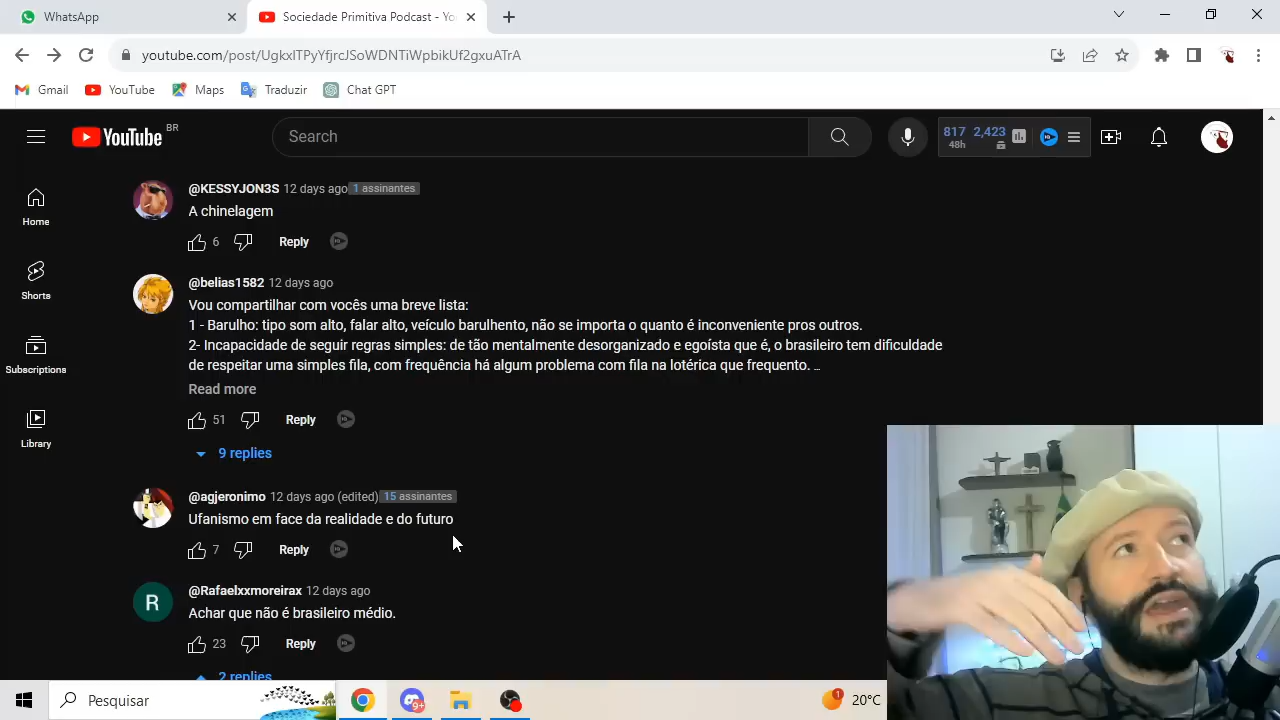 WhatsApp
Sociedade Primitiva Podcast - Yo
youtube.com/post/UgkxlTPyYfjrcJSoWDNTiWpbikUf2gxuATrA
Gmail
YouTube
Maps
Traduzir
Chat GPT
YouTube BR
Search
817 2,423
48h
Home
Shorts
Subscriptions
Library
@KESSYJON3S 12 days ago 1 assinantes
A chinelagem
6 Reply
@belias1582 12 days ago
Vou compartilhar com vocês uma breve lista:
1 - Barulho: tipo som alto, falar alto, veículo barulhento, não se importa o quanto é inconveniente pros outros.
2- Incapacidade de seguir regras simples: de tão mentalmente desorganizado e egoísta que é, o brasileiro tem dificuldade
de respeitar uma simples fila, com frequência há algum problema com fila na lotérica que frequento. ...
Read more
51 Reply
9 replies
@agjeronimo 12 days ago (edited) 15 assinantes
Ufanismo em face da realidade e do futuro
7 Reply
R
@Rafaelxxmoreirax 12 days ago
Achar que não é brasileiro médio.
23 Reply
2 replies
Pesquisar
9+
1
20°C